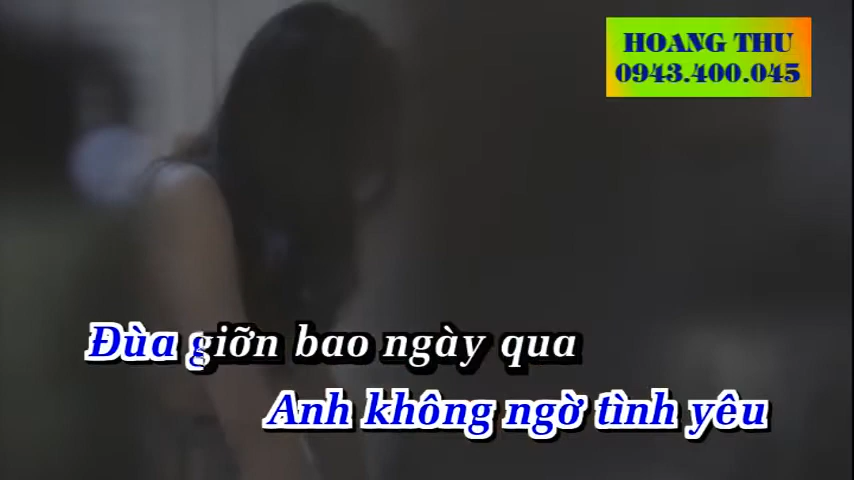 HOANG THU
0943.400.045
Đùa giỡn bao ngày qua
Anh không ngờ tình yêu